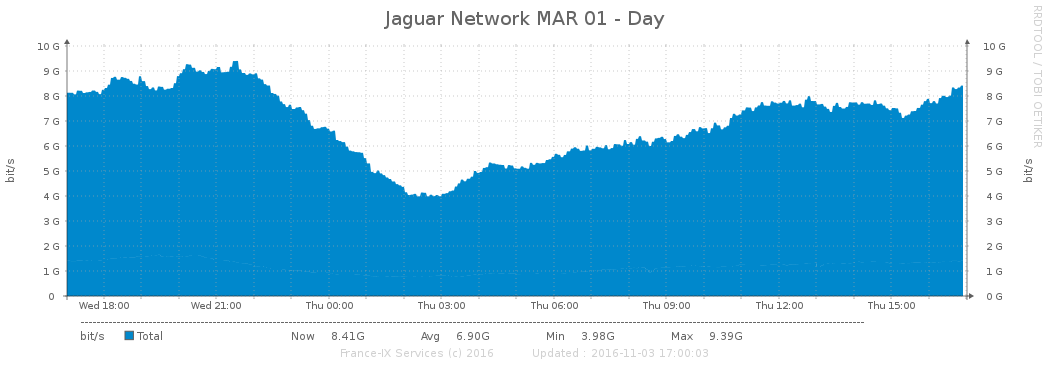 Jaguar Network MAR 01 - Day
RRDTOOL / TOBI OETIKER
bit/s
bit/s
10 G 10 G
9 G 9 G
8 G 8 G
7 G 7 G
6 G 6 G
5 G 5 G
4 G 4 G
3 G 3 G
2 G 2 G
1 G 1 G
0 0 G
Wed 18:00 Wed 21:00 Thu 00:00 Thu 03:00 Thu 06:00 Thu 09:00 Thu 12:00 Thu 15:00
bit/s Total Now 8.41G Avg 6.90G Min 3.98G Max 9.39G
France-IX Services (c) 2016 Updated : 2016-11-03 17:00:03